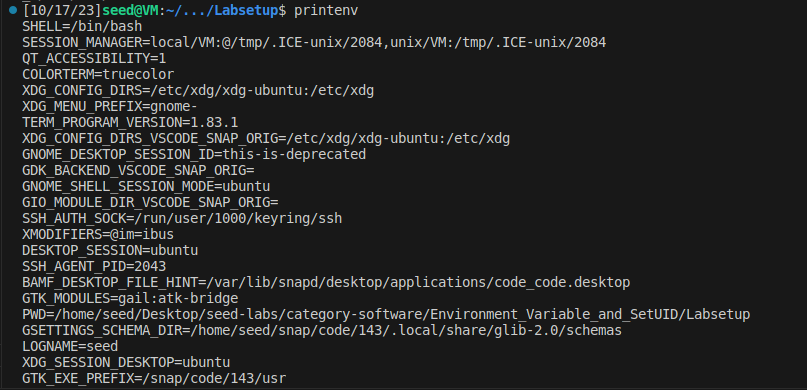 [10/17/23]seed@VM:~/.../Labsetup$ printenv
SHELL=/bin/bash
SESSION_MANAGER=local/VM:@/tmp/.ICE-unix/2084,unix/VM:/tmp/.ICE-unix/2084
QT_ACCESSIBILITY=1
COLORTERM=truecolor
XDG_CONFIG_DIRS=/etc/xdg/xdg-ubuntu:/etc/xdg
XDG_MENU_PREFIX=gnome-
TERM_PROGRAM_VERSION=1.83.1
XDG_CONFIG_DIRS_VSCODE_SNAP_ORIG=/etc/xdg/xdg-ubuntu:/etc/xdg
GNOME_DESKTOP_SESSION_ID=this-is-deprecated
GDK_BACKEND_VSCODE_SNAP_ORIG=
GNOME_SHELL_SESSION_MODE=ubuntu
GIO_MODULE_DIR_VSCODE_SNAP_ORIG=
SSH_AUTH_SOCK=/run/user/1000/keyring/ssh
XMODIFIERS=@im=ibus
DESKTOP_SESSION=ubuntu
SSH_AGENT_PID=2043
BAMF_DESKTOP_FILE_HINT=/var/lib/snapd/desktop/applications/code_code.desktop
GTK_MODULES=gail:atk-bridge
PWD=/home/seed/Desktop/seed-labs/category-software/Environment_Variable_and_SetUID/Labsetup
GSETTINGS_SCHEMA_DIR=/home/seed/snap/code/143/.local/share/glib-2.0/schemas
LOGNAME=seed
XDG_SESSION_DESKTOP=ubuntu
GTK_EXE_PREFIX=/snap/code/143/usr